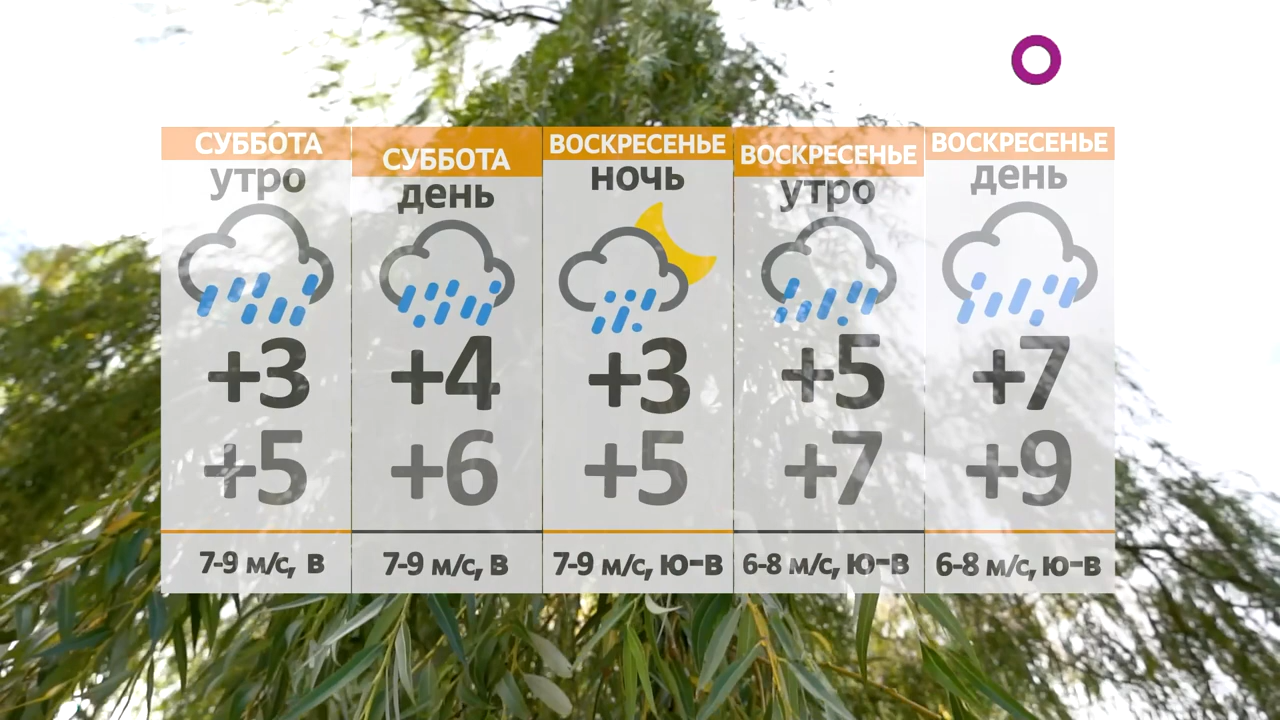 СУББОТА
утро
+3
+5
7-9 м/с, в
СУББОТА
день
+4
+6
7-9 м/с, в
ВОСКРЕСЕНЬЕ
ночь
+3
+5
7-9 м/с, ю-в
ВОСКРЕСЕНЬЕ
утро
+5
+7
6-8 м/с, ю-в
ВОСКРЕСЕНЬЕ
день
+7
+9
6-8 м/с, ю-в